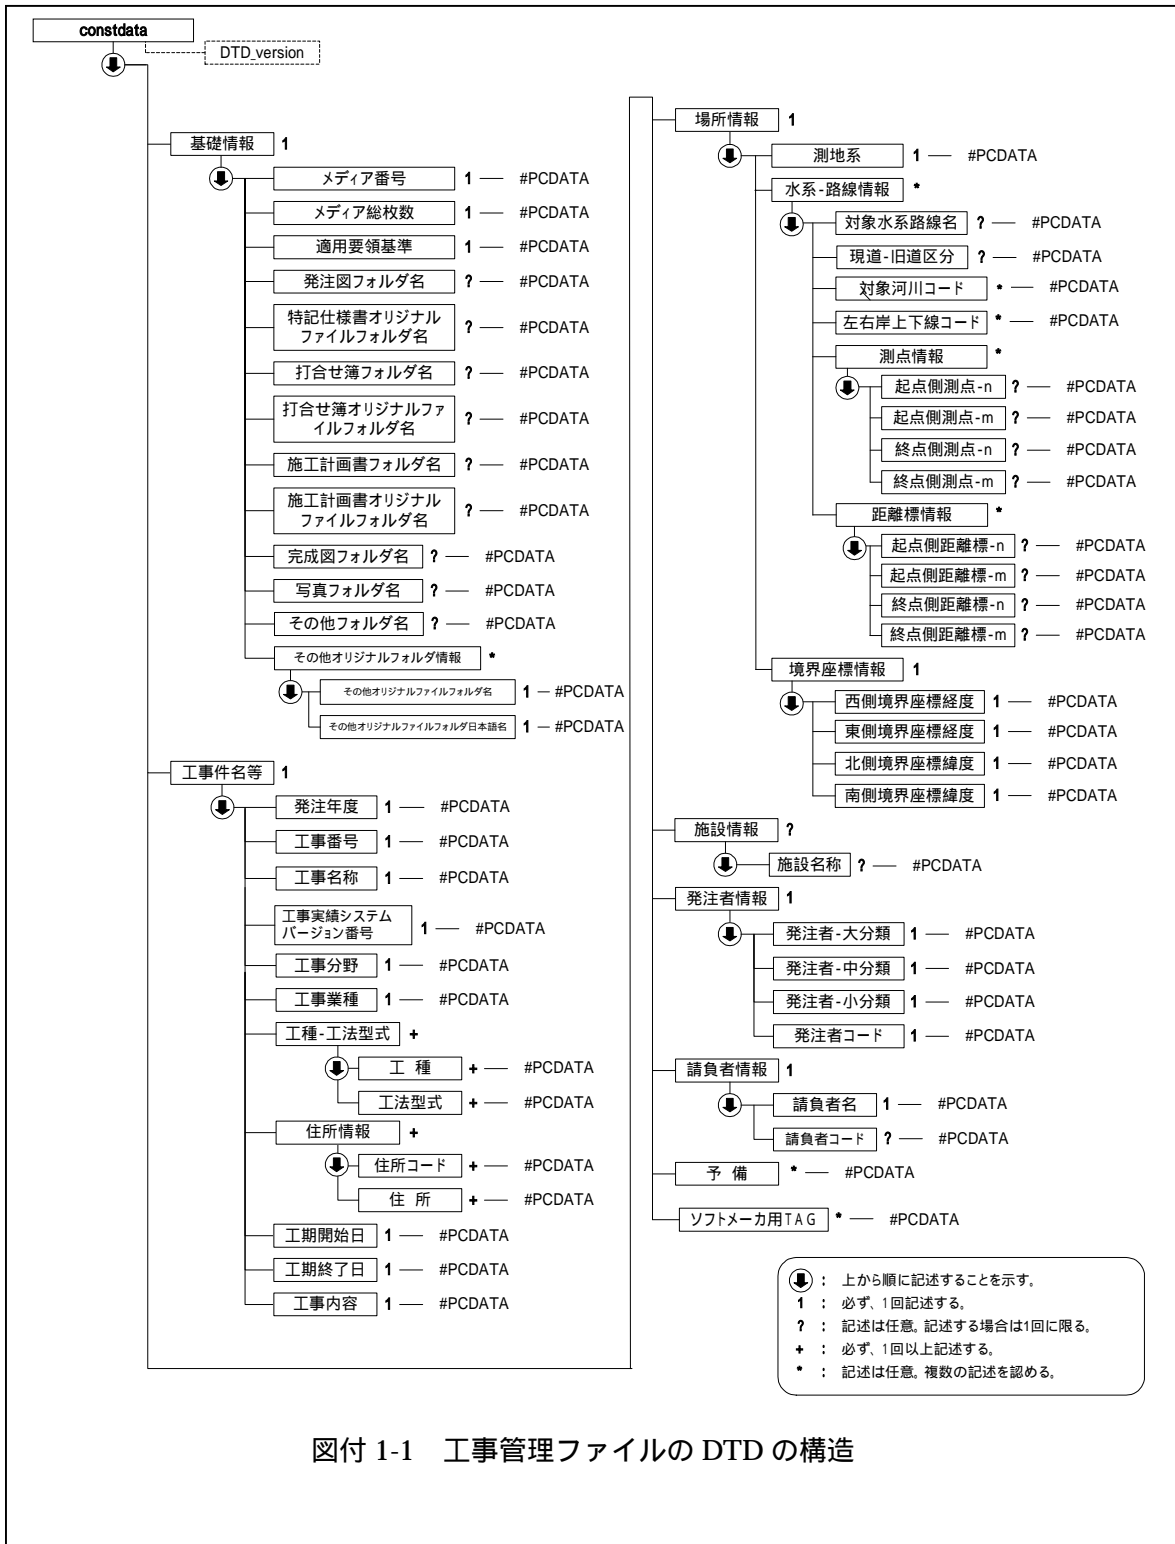 constdata
DTD_version
基礎情報 1
メディア番号 1 #PCDATA
メディア総枚数 1 #PCDATA
適用要領基準 1 #PCDATA
発注図フォルダ名 ? #PCDATA
特記仕様書オリジナル
ファイルフォルダ名 ? #PCDATA
打合せ簿フォルダ名 ? #PCDATA
打合せ簿オリジナルファ
イルフォルダ名 ? #PCDATA
施工計画書フォルダ名 ? #PCDATA
施工計画書オリジナル
ファイルフォルダ名 ? #PCDATA
完成図フォルダ名 ? #PCDATA
写真フォルダ名 ? #PCDATA
その他フォルダ名 ? #PCDATA
その他オリジナルフォルダ情報 *
その他オリジナルファイルフォルダ名 1 #PCDATA
その他オリジナルファイルフォルダ日本語名 1 #PCDATA
工事件名等 1
発注年度 1 #PCDATA
工事番号 1 #PCDATA
工事名称 1 #PCDATA
工事実績システム
バージョン番号 1 #PCDATA
工事分野 1 #PCDATA
工事業種 1 #PCDATA
工種-工法型式 +
工 種 + #PCDATA
工法型式 + #PCDATA
住所情報 +
住所コード + #PCDATA
住 所 + #PCDATA
工期開始日 1 #PCDATA
工期終了日 1 #PCDATA
工事内容 1 #PCDATA
場所情報 1
測地系 1 #PCDATA
水系-路線情報 *
対象水系路線名 ? #PCDATA
現道-旧道区分 ? #PCDATA
対象河川コード * #PCDATA
左右岸上下線コード * #PCDATA
測点情報 *
起点側測点-n ? #PCDATA
起点側測点-m ? #PCDATA
終点側測点-n ? #PCDATA
終点側測点-m ? #PCDATA
距離標情報 *
起点側距離標-n ? #PCDATA
起点側距離標-m ? #PCDATA
終点側距離標-n ? #PCDATA
終点側距離標-m ? #PCDATA
境界座標情報 1
西側境界座標経度 1 #PCDATA
東側境界座標経度 1 #PCDATA
北側境界座標緯度 1 #PCDATA
南側境界座標緯度 1 #PCDATA
施設情報 ?
施設名称 ? #PCDATA
発注者情報 1
発注者-大分類 1 #PCDATA
発注者-中分類 1 #PCDATA
発注者-小分類 1 #PCDATA
発注者コード 1 #PCDATA
請負者情報 1
請負者名 1 #PCDATA
請負者コード ? #PCDATA
予 備 * #PCDATA
ソフトメーカ用TAG * #PCDATA
: 上から順に記述することを示す。
1 : 必ず、1回記述する。
? : 記述は任意。記述する場合は1回に限る。
+ : 必ず、1回以上記述する。
* : 記述は任意。複数の記述を認める。
図付 1-1 工事管理ファイルの DTD の構造